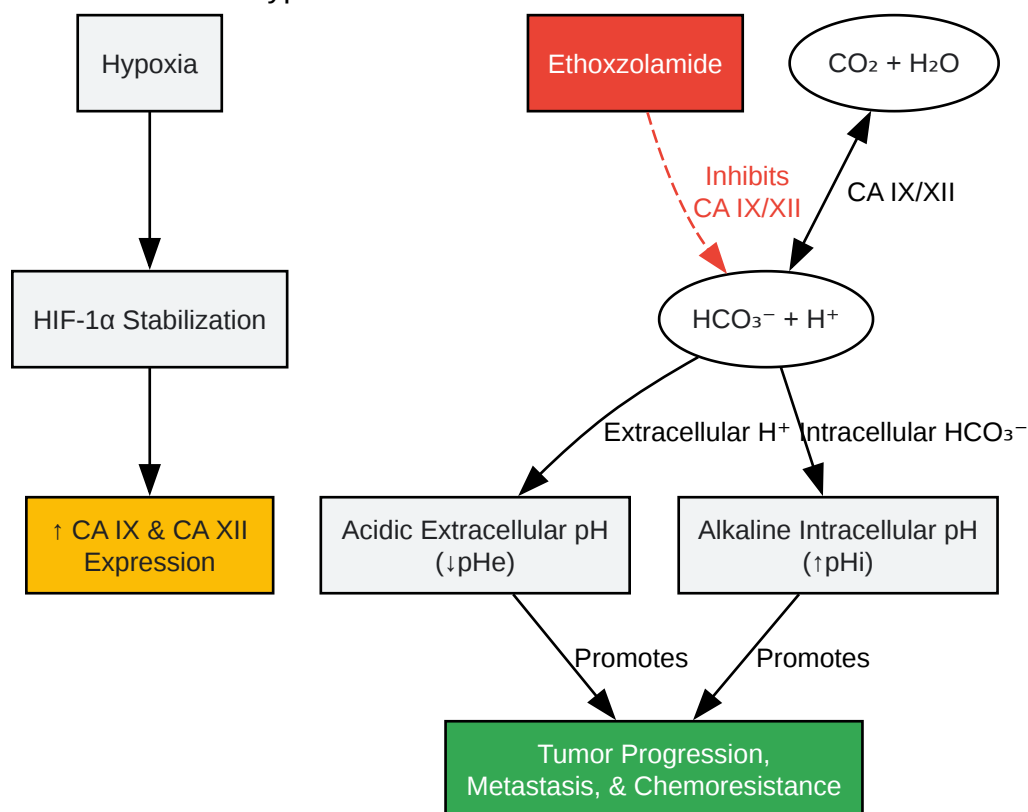 Hypoxia
Ethoxzolamide
CO₂ + H₂O
Inhibits
CA IX/XII
CA IX/XII
HIF-1α Stabilization
HCO₃⁻ + H⁺
Extracellular H⁺
Intracellular HCO₃⁻
↑ CA IX & CA XII
Expression
Acidic Extracellular pH
(↓pHe)
Alkaline Intracellular pH
(↑pHi)
Promotes
Promotes
Tumor Progression,
Metastasis, & Chemoresistance